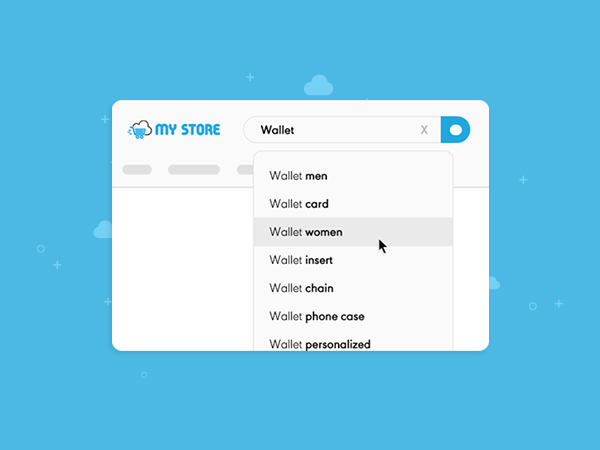 MY STORE
Wallet X
Wallet men
Wallet card
Wallet women
Wallet insert
Wallet chain
Wallet phone case
Wallet personalized